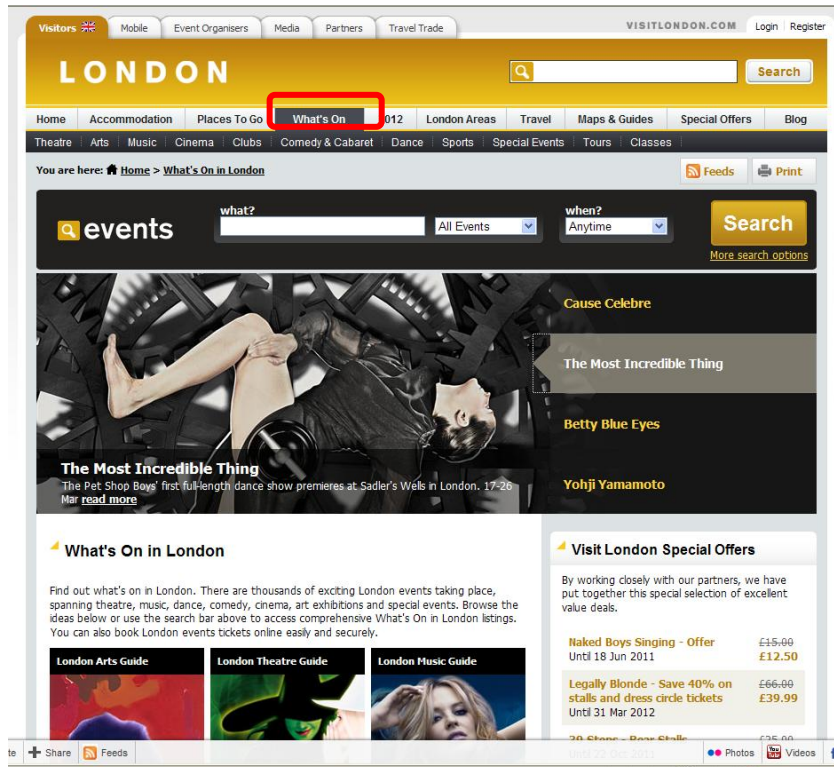 Visitors Mobile Event Organisers Media Partners Travel Trade VISITLONDON.COM Login Register
LONDON Search
Home Accommodation Places To Go What's On 2012 London Areas Travel Maps & Guides Special Offers Blog
Theatre Arts Music Cinema Clubs Comedy & Cabaret Dance Sports Special Events Tours Classes
You are here: Home > What's On in London Feeds Print
what? when?
events All Events Anytime Search
More search options
Cause Celebre
The Most Incredible Thing
Betty Blue Eyes
Yohji Yamamoto
The Most Incredible Thing
The Pet Shop Boys' first full-length dance show premieres at Sadler's Wells in London. 17-26
Mar read more
What's On in London
Find out what's on in London. There are thousands of exciting London events taking place,
spanning theatre, music, dance, comedy, cinema, art exhibitions and special events. Browse the
ideas below or use the search bar above to access comprehensive What's On in London listings.
You can also book London events tickets online easily and securely.
London Arts Guide London Theatre Guide London Music Guide
Visit London Special Offers
By working closely with our partners, we have
put together this special selection of excellent
value deals.
Naked Boys Singing - Offer £15.00
Until 18 Jun 2011 £12.50
Legally Blonde - Save 40% on £66.00
stalls and dress circle tickets £39.99
Until 31 Mar 2012
39 Steps - Rear Stalls £25.00
Share Feeds Photos You Tube Videos